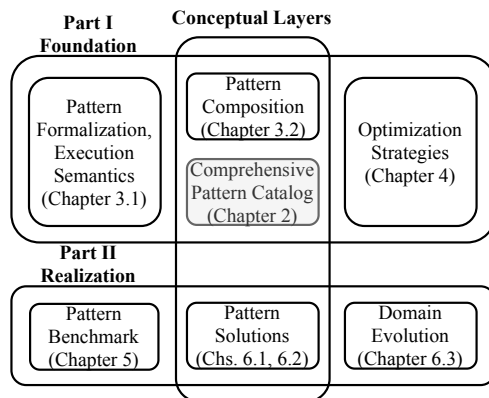 Conceptual Layers
Part I
Foundation
Pattern
Formalization,
Execution
Semantics
(Chapter 3.1)
Pattern
Composition
(Chapter 3.2)
Comprehensive
Pattern Catalog
(Chapter 2)
Optimization
Strategies
(Chapter 4)
Part II
Realization
Pattern
Benchmark
(Chapter 5)
Pattern
Solutions
(Chs. 6.1, 6.2)
Domain
Evolution
(Chapter 6.3)